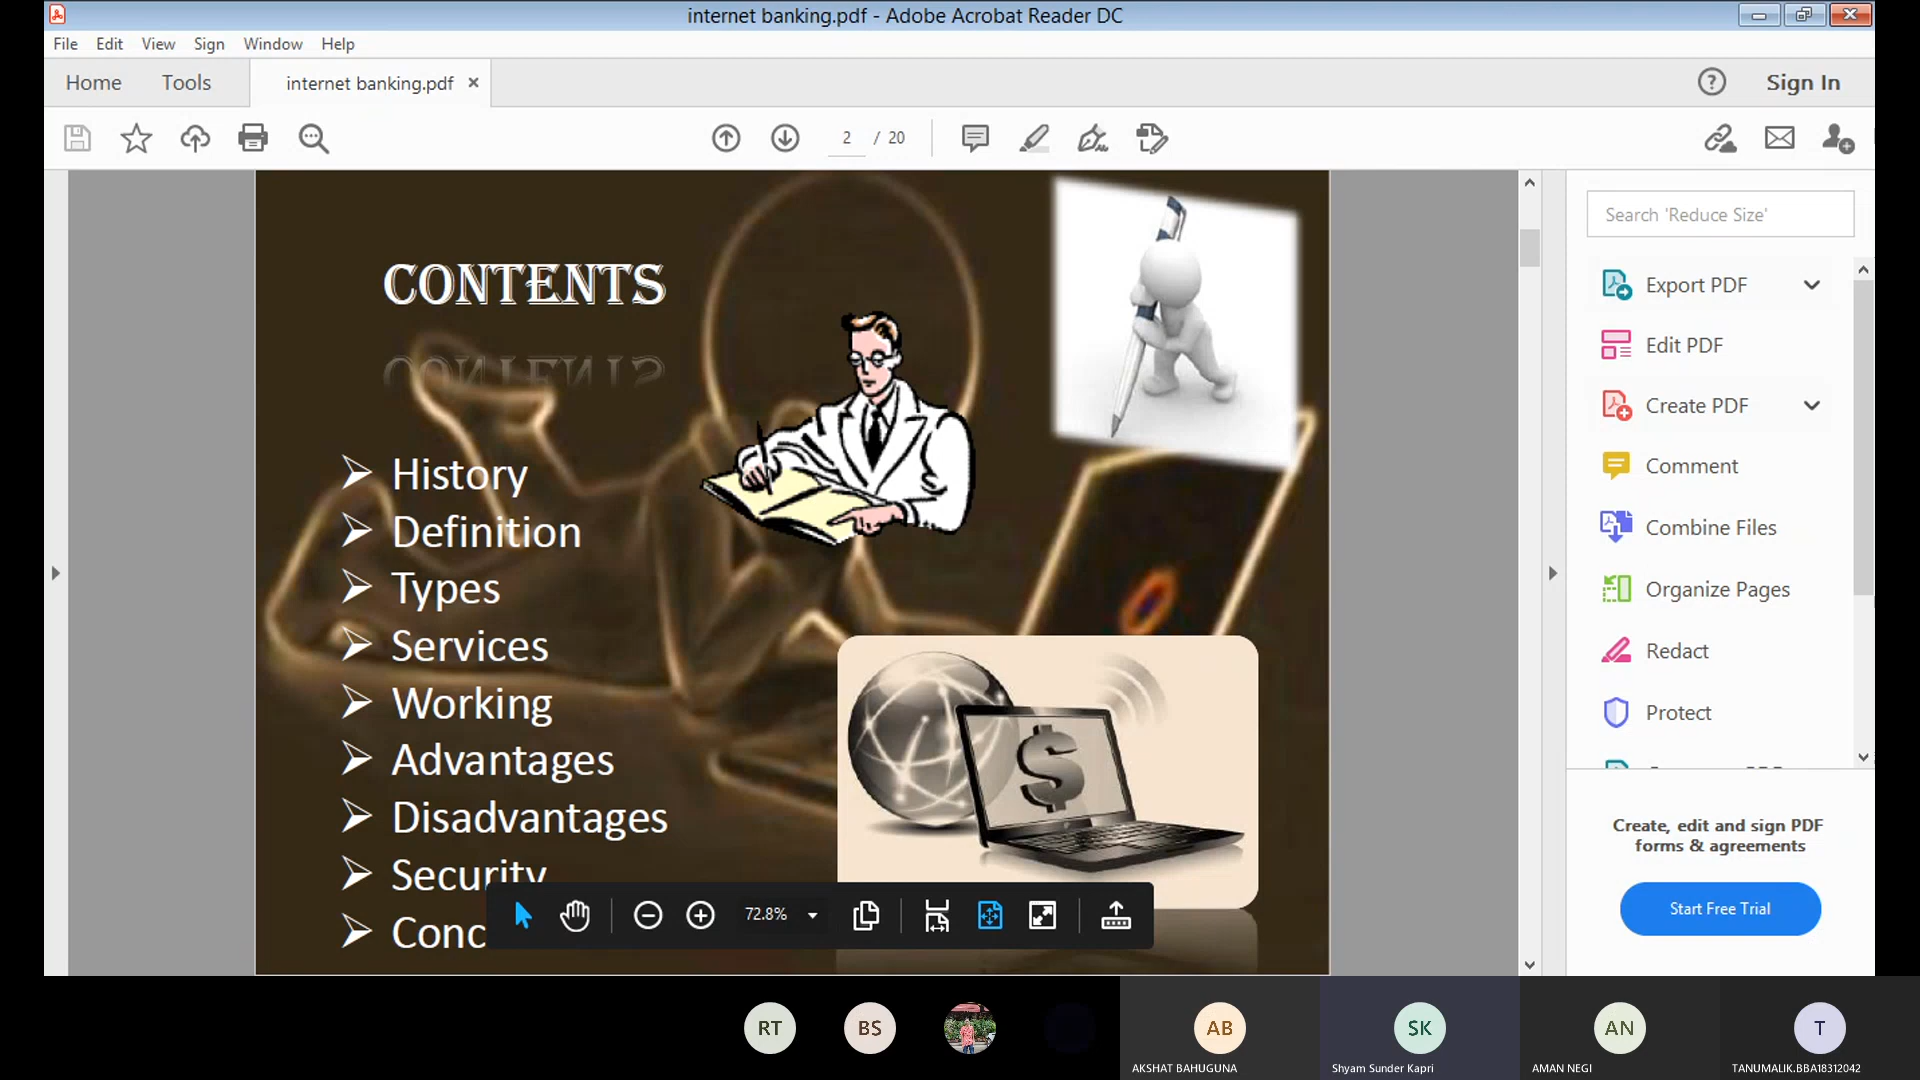 internet banking.pdf - Adobe Acrobat Reader DC
File Edit View Sign Window Help
Home Tools internet banking.pdf × Sign In
2 / 20
Search 'Reduce Size'
CONTENTS
History
Definition
Types
Services
Working
Advantages
Disadvantages
Security
Conc
Export PDF
Edit PDF
Create PDF
Comment
Combine Files
Organize Pages
Redact
Protect
Create, edit and sign PDF
forms & agreements
Start Free Trial
72.8%
RT BS AB SK AN T
AKSHAT BAHUGUNA Shyam Sunder Kapri AMAN NEGI TANUMALIK.BBA18312042